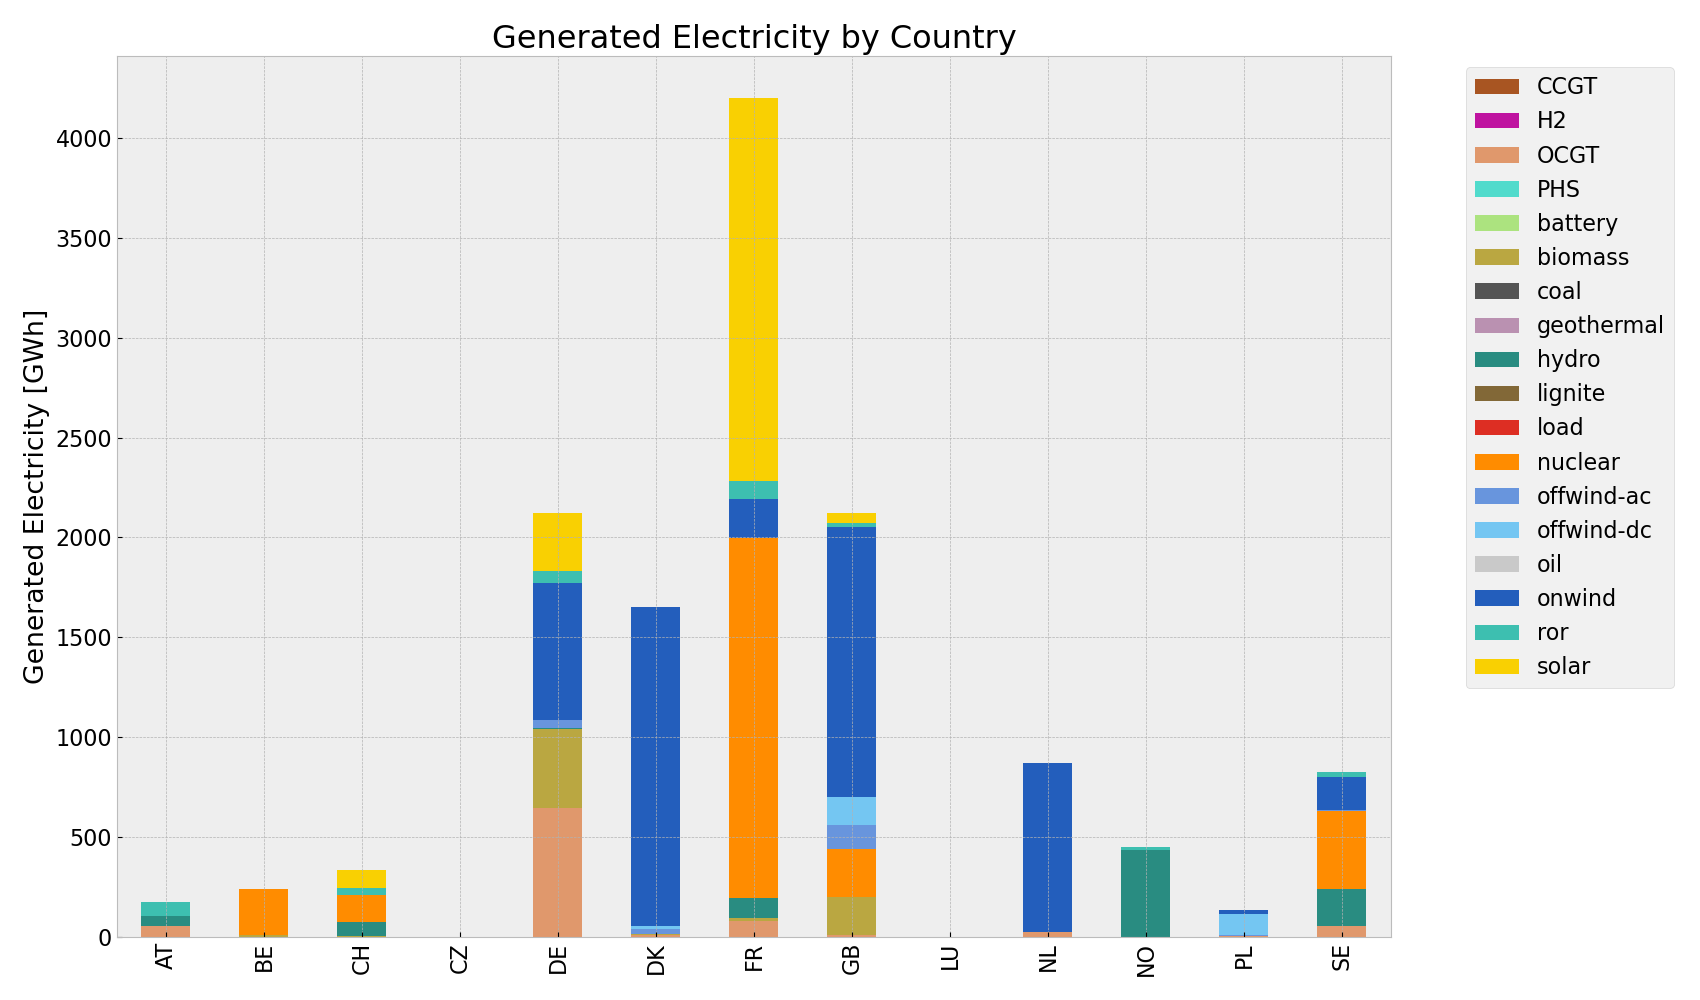 Generated Electricity by Country
Generated Electricity [GWh]
4000
3500
3000
2500
2000
1500
1000
500
0
AT
BE
CH
CZ
DE
DK
FR
GB
LU
NL
NO
PL
SE
CCGT
H2
OCGT
PHS
battery
biomass
coal
geothermal
hydro
lignite
load
nuclear
offwind-ac
offwind-dc
oil
onwind
ror
solar